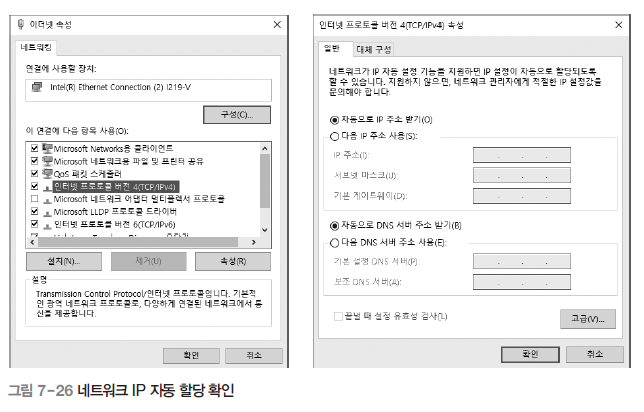 이더넷 속성
네트워킹
연결에 사용할 장치:
Intel(R) Ethernet Connection (2) I219-V
구성(C)...
이 연결에 다음 항목 사용(O):
Microsoft Networks용 클라이언트
Microsoft 네트워크용 파일 및 프린터 공유
QoS 패킷 스케줄러
인터넷 프로토콜 버전 4(TCP/IPv4)
Microsoft 네트워크 어댑터 멀티플렉서 프로토콜
Microsoft LLDP 프로토콜 드라이버
인터넷 프로토콜 버전 6(TCP/IPv6)
설치(N)...
제거(U)
속성(R)
설명
Transmission Control Protocol/인터넷 프로토콜입니다. 기본적
인 광역 네트워크 프로토콜로, 다양하게 연결된 네트워크에서 통
신을 제공합니다.
확인
취소
인터넷 프로토콜 버전 4(TCP/IPv4) 속성
일반
대체 구성
네트워크가 IP 자동 설정 기능을 지원하면 IP 설정이 자동으로 할당되도록
할 수 있습니다. 지원하지 않으면, 네트워크 관리자에게 적절한 IP 설정값을
문의해야 합니다.
자동으로 IP 주소 받기(O)
다음 IP 주소 사용(S):
IP 주소(I):
서브넷 마스크(U):
기본 게이트웨이(D):
자동으로 DNS 서버 주소 받기(B)
다음 DNS 서버 주소 사용(E):
기본 설정 DNS 서버(P):
보조 DNS 서버(A):
끝낼 때 설정 유효성 검사(L)
고급(V)...
확인
취소
그림 7-26 네트워크 IP 자동 할당 확인